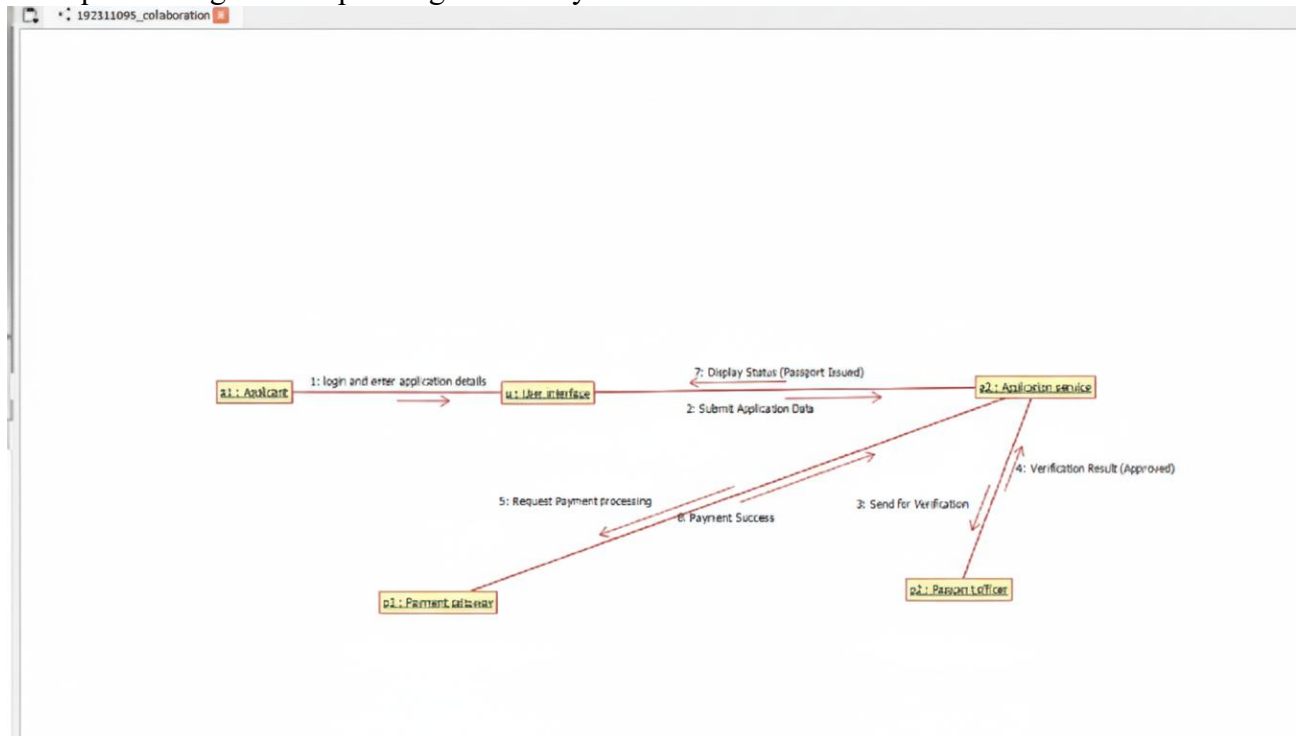 192311095_colaboration
7: Display Status (Passport Issued)
1: login and enter application details
a1 : Applicant
u : User interface
a2 : Application service
2: Submit Application Data
4: Verification Result (Approved)
5: Request Payment processing
3: Send for Verification
6: Payment Success
: Payment gateway
: Passport officer